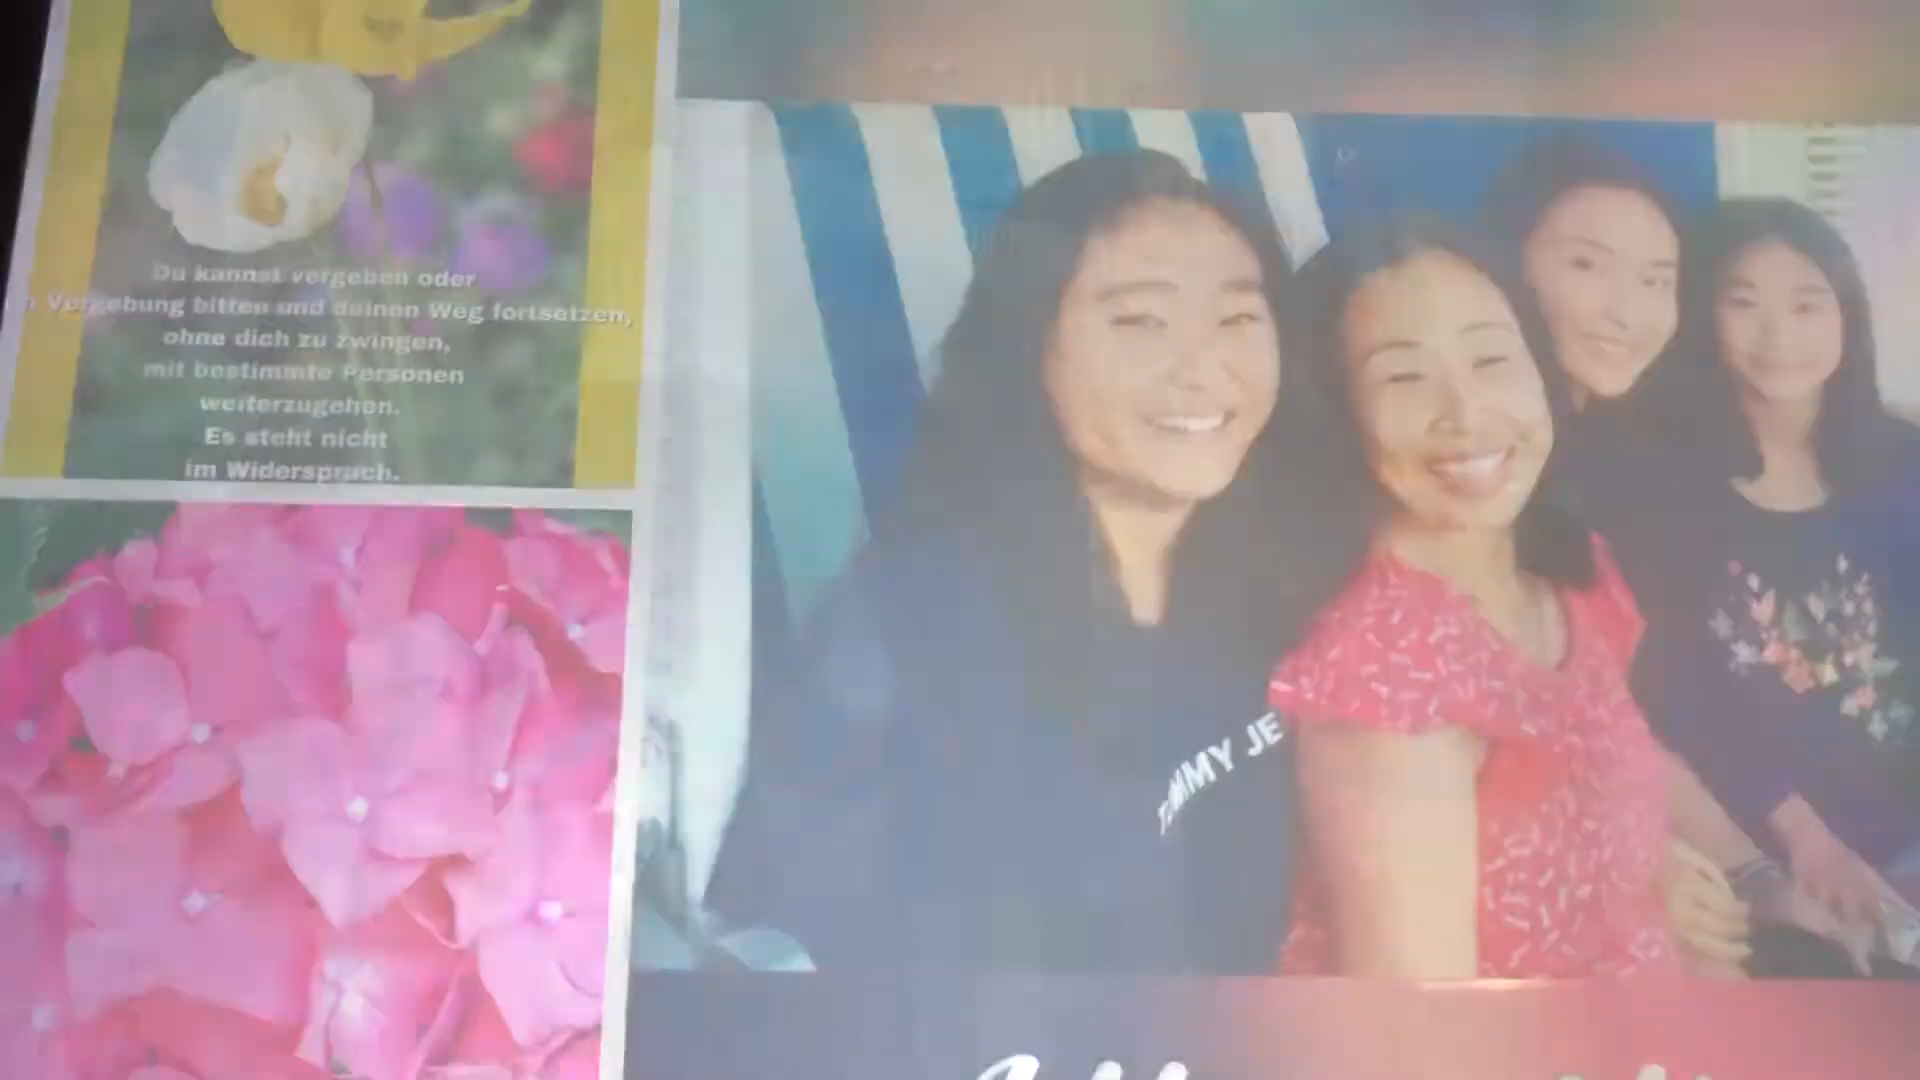 Du kannst vergeben oder
Vergebung bitten und deinen Weg fortsetzen,
ohne dich zu zwingen,
mit bestimmte Personen
weiterzugehen.
Es steht nicht
im Widersprach.
MMY JE